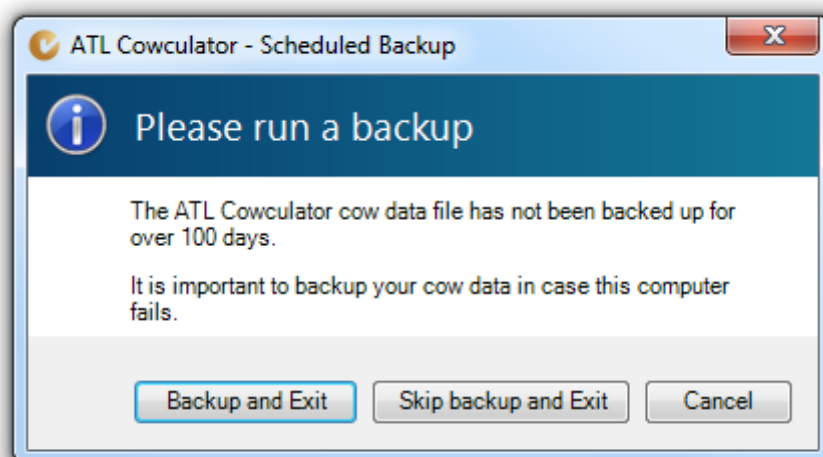 ATL Cowculator - Scheduled Backup
Please run a backup
The ATL Cowculator cow data file has not been backed up for
over 100 days.
It is important to backup your cow data in case this computer
fails.
Backup and Exit
Skip backup and Exit
Cancel